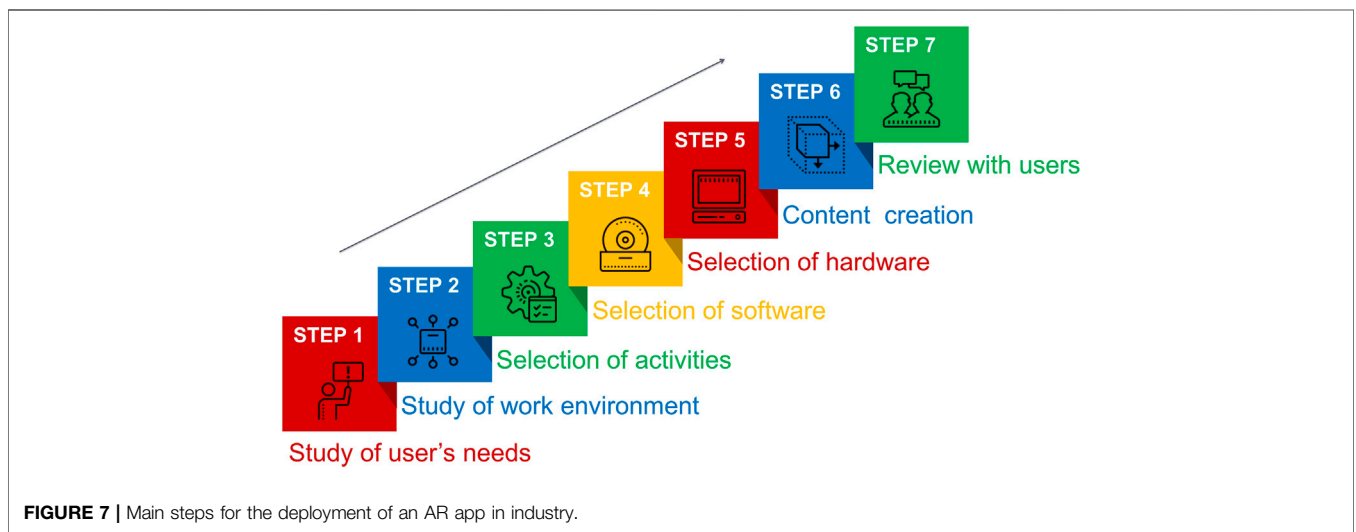 STEP 7
STEP 6
STEP 5
Review with users
STEP 4
Content creation
STEP 3
Selection of hardware
STEP 2
Selection of software
STEP 1
Selection of activities
Study of work environment
Study of user’s needs
FIGURE 7 | Main steps for the deployment of an AR app in industry.